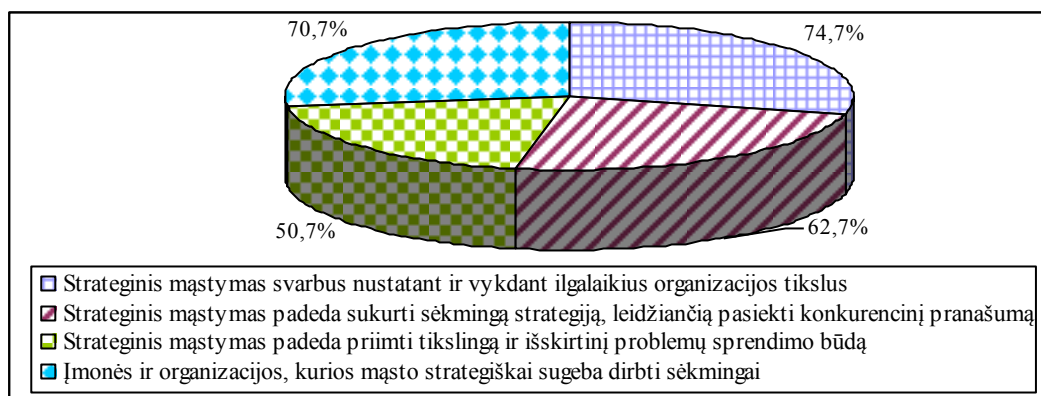 70,7%
74,7%
50,7%
62,7%
Strateginis mąstymas svarbus nustatant ir vykdant ilgalaikius organizacijos tikslus
Strateginis mąstymas padeda sukurti sėkmingą strategiją, leidžiančią pasiekti konkurencinį pranašumą
Strateginis mąstymas padeda priimti tikslingą ir išskirtinį problemų sprendimo būdą
Įmonės ir organizacijos, kurios mąsto strategiškai sugeba dirbti sėkmingai